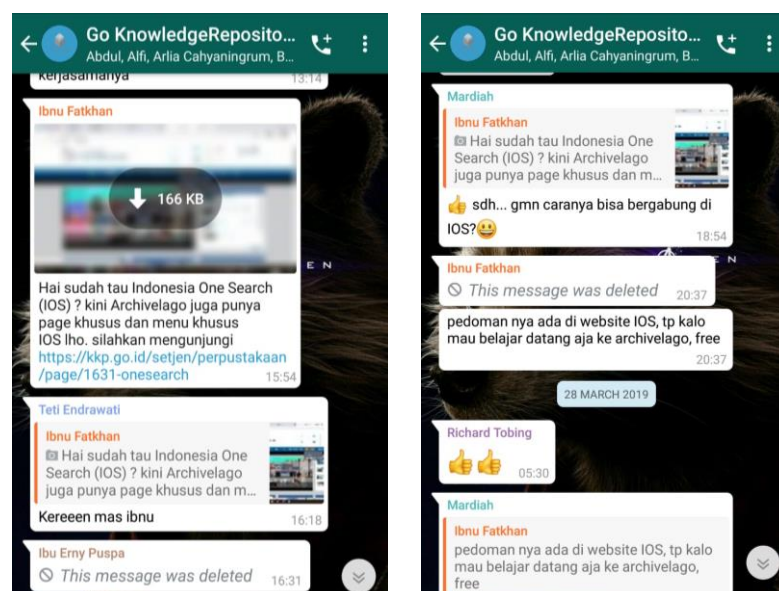 Go KnowledgeReposito...
Abdul, Alfi, Arlia Cahyaningrum, B...
kerjasamanya
13:14
Ibnu Fatkhan
166 KB
Hai sudah tau Indonesia One Search
(IOS) ? kini Archivelago juga punya
page khusus dan menu khusus
IOS lho. silahkan mengunjungi
https://kkp.go.id/setjen/perpustakaan
/page/1631-onesearch
15:54
Teti Endrawati
Ibnu Fatkhan
Hai sudah tau Indonesia One
Search (IOS) ? kini Archivelago
juga punya page khusus dan m...
Kereeen mas ibnu
16:18
Ibu Erny Puspa
This message was deleted
16:31
E N
Go KnowledgeReposito...
Abdul, Alfi, Arlia Cahyaningrum, B...
Mardiah
Ibnu Fatkhan
Hai sudah tau Indonesia One
Search (IOS) ? kini Archivelago
juga punya page khusus dan m...
👍 sdh... gmn caranya bisa bergabung di
IOS?😀
18:54
Ibnu Fatkhan
This message was deleted
20:37
pedoman nya ada di website IOS, tp kalo
mau belajar datang aja ke archivelago, free
20:37
28 MARCH 2019
Richard Tobing
👍👍
05:30
Mardiah
Ibnu Fatkhan
pedoman nya ada di website IOS, tp kalo
mau belajar datang aja ke archivelago,
free
E N